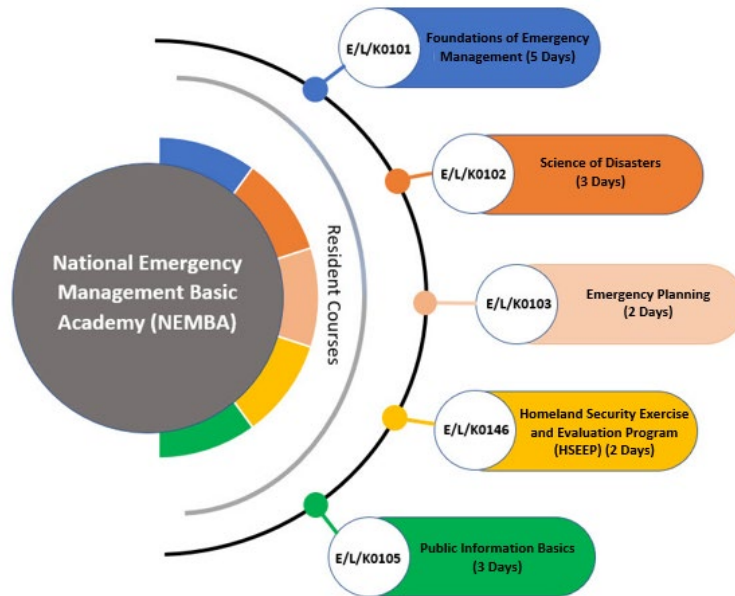 E/L/K0101
Foundations of Emergency
Management (5 Days)
E/L/K0102
Science of Disasters
(3 Days)
National Emergency
Management Basic
Academy (NEMBA)
Resident Courses
E/L/K0103
Emergency Planning
(2 Days)
E/L/K0146
Homeland Security Exercise
and Evaluation Program
(HSEEP) (2 Days)
E/L/K0105
Public Information Basics
(3 Days)